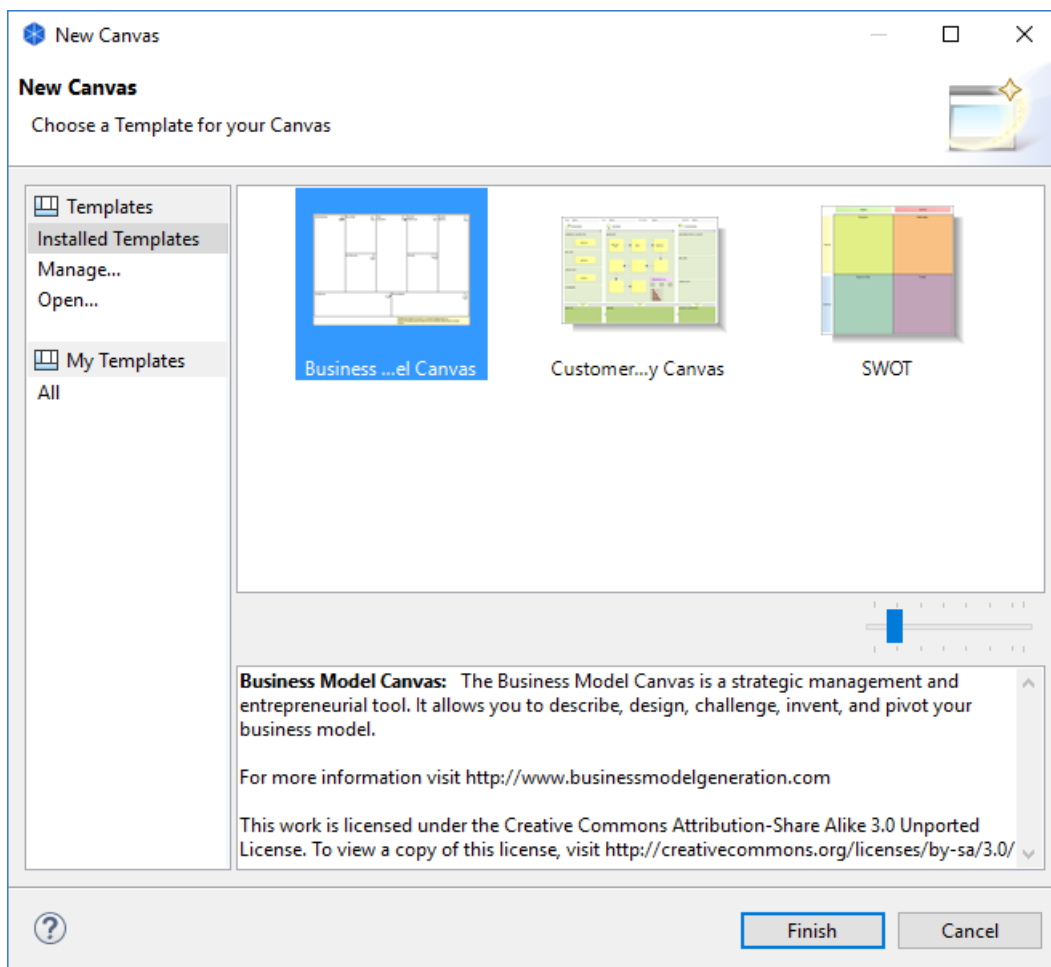 New Canvas
New Canvas
Choose a Template for your Canvas
Templates
Installed Templates
Manage...
Open...
My Templates
All
Business ...el Canvas
Customer...y Canvas
SWOT
Business Model Canvas:   The Business Model Canvas is a strategic management and
entrepreneurial tool. It allows you to describe, design, challenge, invent, and pivot your
business model.
For more information visit http://www.businessmodelgeneration.com
This work is licensed under the Creative Commons Attribution-Share Alike 3.0 Unported
License. To view a copy of this license, visit http://creativecommons.org/licenses/by-sa/3.0/
?
Finish
Cancel